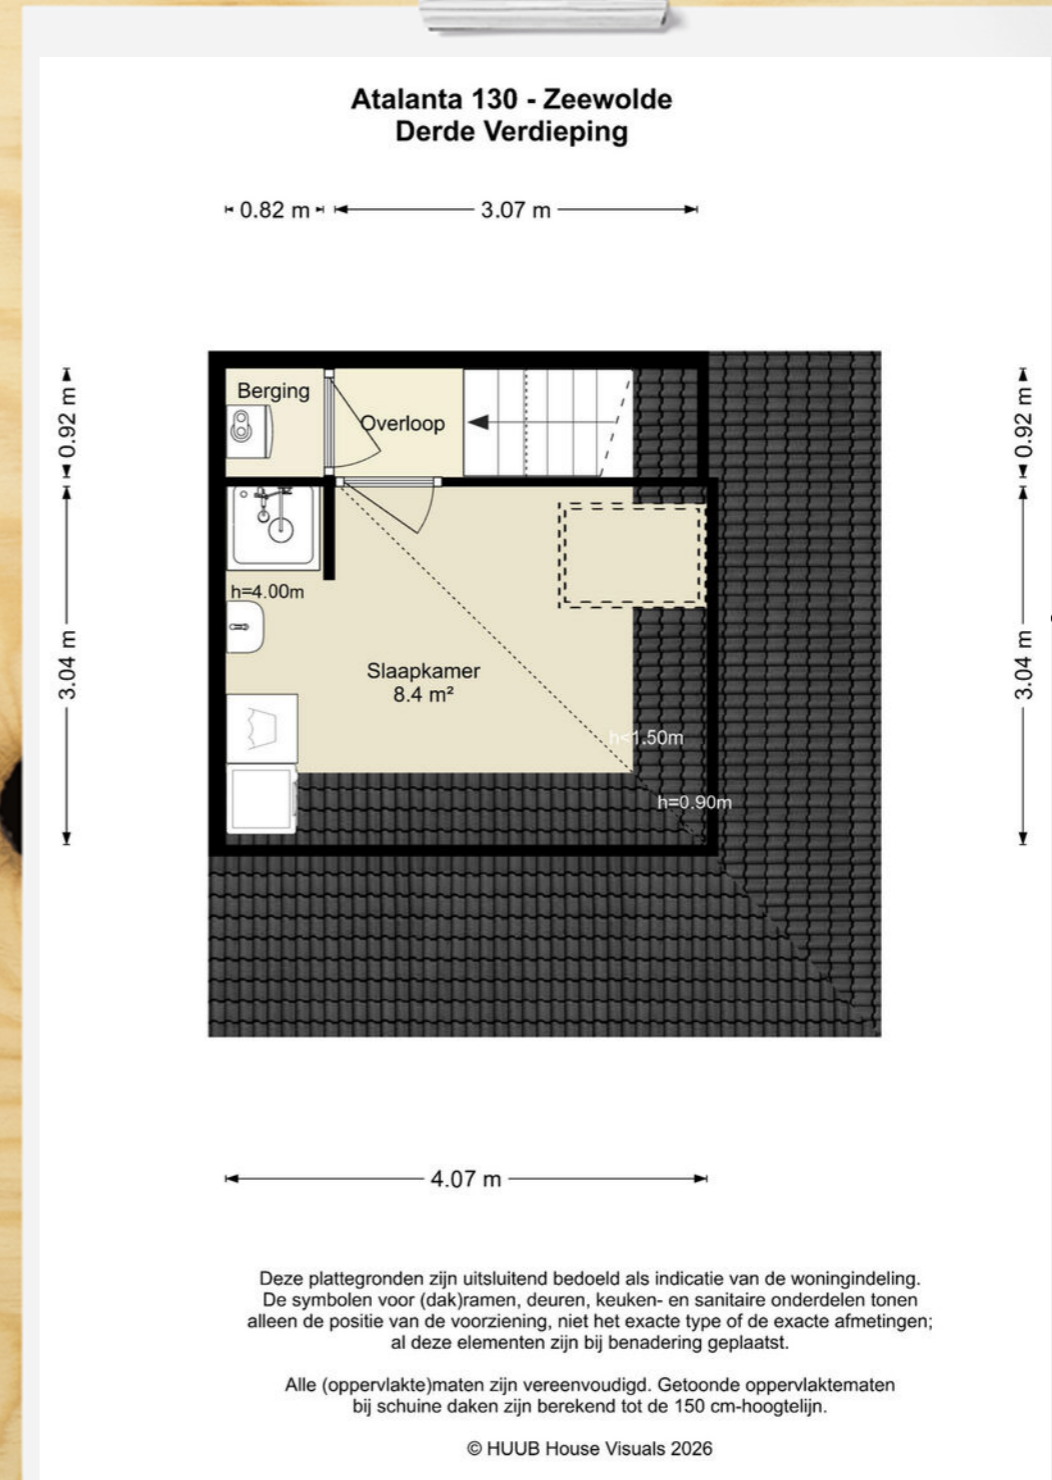 Atalanta 130 - Zeewolde
Derde Verdieping
0.82 m
3.07 m
0.92 m
0.92 m
Berging
Overloop
h=4.00m
3.04 m
3.04 m
Slaapkamer
8.4 m²
h<1.50m
h=0.90m
4.07 m
Deze plattegronden zijn uitsluitend bedoeld als indicatie van de woningindeling.
De symbolen voor (dak)ramen, deuren, keuken- en sanitaire onderdelen tonen
alleen de positie van de voorziening, niet het exacte type of de exacte afmetingen;
al deze elementen zijn bij benadering geplaatst.
Alle (oppervlakte)maten zijn vereenvoudigd. Getoonde oppervlaktematen
bij schuine daken zijn berekend tot de 150 cm-hoogtelijn.
© HUUB House Visuals 2026